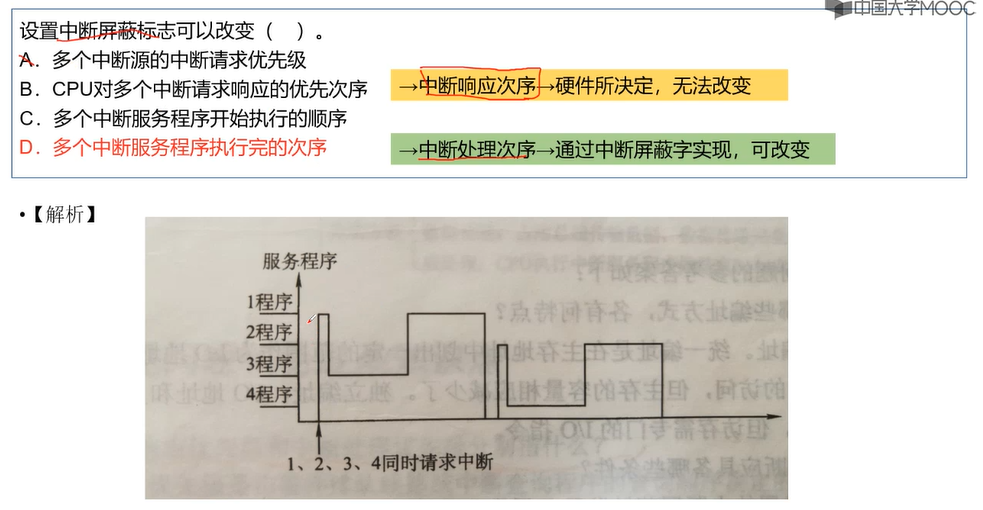 中国大学MOOC
设置中断屏蔽标志可以改变（　）。
A．多个中断源的中断请求优先级
B．CPU对多个中断请求响应的优先次序
→中断响应次序→硬件所决定，无法改变
C．多个中断服务程序开始执行的顺序
D．多个中断服务程序执行完的次序
→中断处理次序→通过中断屏蔽字实现，可改变
•【解析】
服务程序
1程序
2程序
3程序
4程序
1、2、3、4同时请求中断